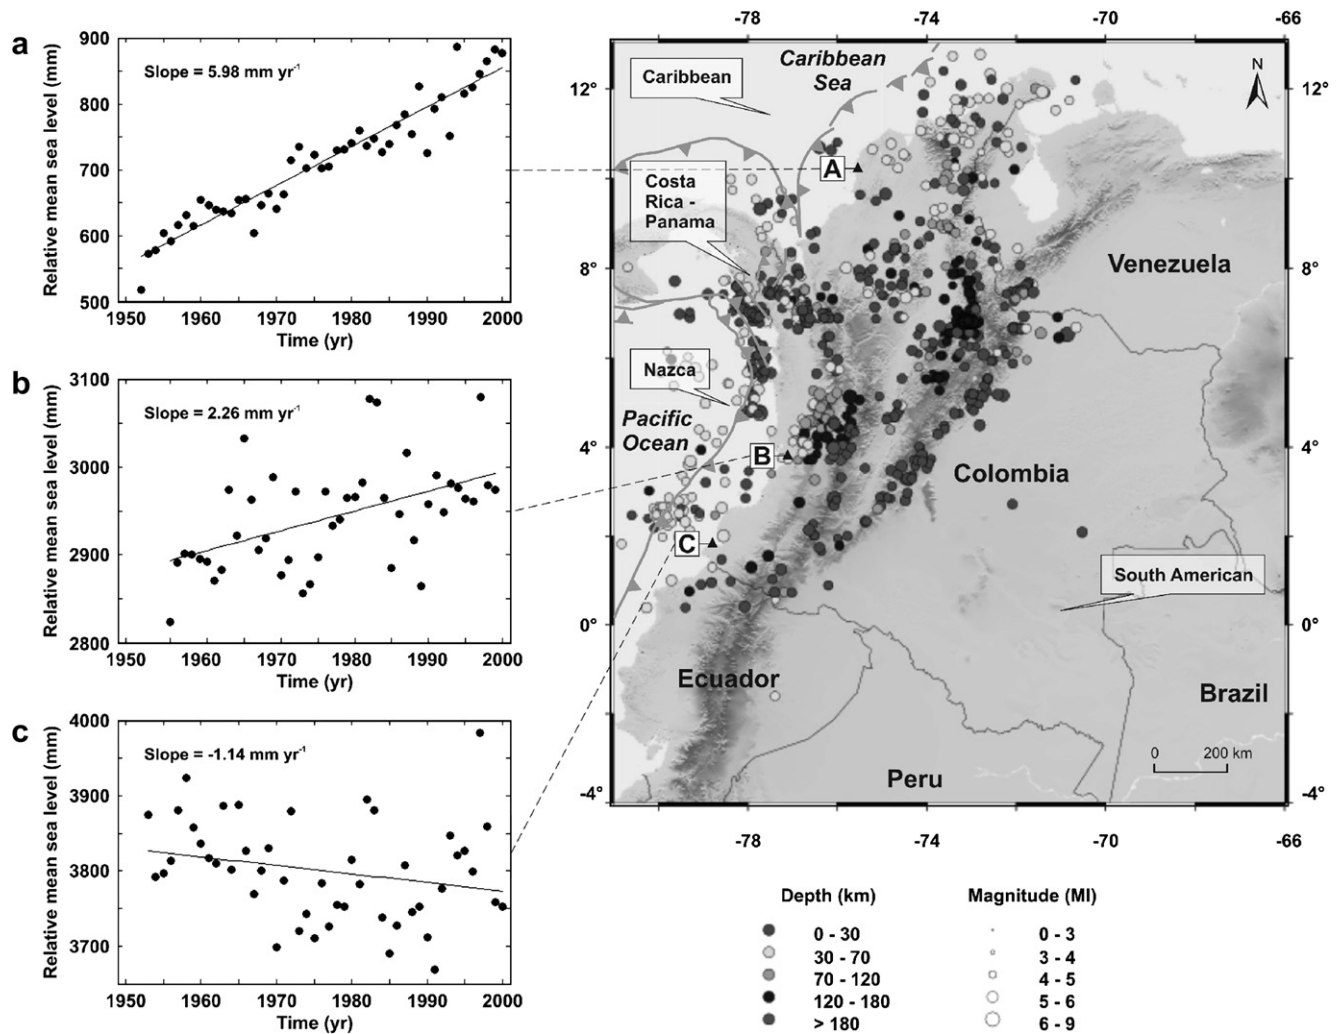 a
Relative mean sea level (mm)
900
800
700
600
500
Slope = 5.98 mm yr⁻¹
1950 1960 1970 1980 1990 2000
Time (yr)
b
Relative mean sea level (mm)
3100
3000
2900
2800
Slope = 2.26 mm yr⁻¹
1950 1960 1970 1980 1990 2000
Time (yr)
c
Relative mean sea level (mm)
4000
3900
3800
3700
Slope = -1.14 mm yr⁻¹
1950 1960 1970 1980 1990 2000
Time (yr)
-78 -74 -70 -66
12°
8°
4°
0°
-4°
Caribbean
Caribbean
Sea
N
A
Costa
Rica -
Panama
Venezuela
Nazca
Pacific
Ocean
B
Colombia
C
South American
Ecuador
Brazil
Peru
0 200 km
12°
8°
4°
0°
-4°
-78 -74 -70 -66
Depth (km)
0 - 30
30 - 70
70 - 120
120 - 180
> 180
Magnitude (Ml)
0 - 3
3 - 4
4 - 5
5 - 6
6 - 9